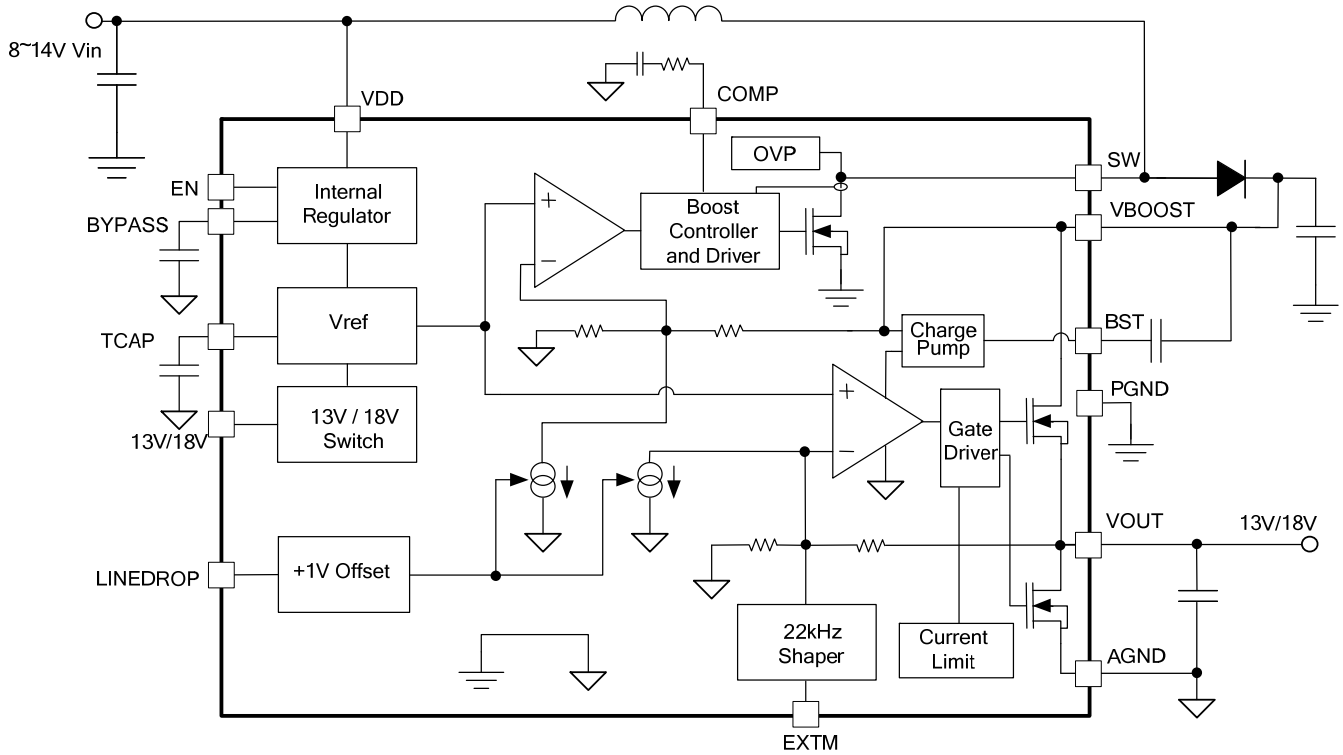 8~14V Vin
VDD
COMP
OVP
SW
EN
Internal
Regulator
BYPASS
Boost
Controller
and Driver
VBOOST
Vref
TCAP
Charge
Pump
BST
13V / 18V
Switch
13V/18V
PGND
Gate
Driver
+
−
+
−
VOUT
13V/18V
+1V Offset
LINEDROP
22kHz
Shaper
Current
Limit
AGND
EXTM